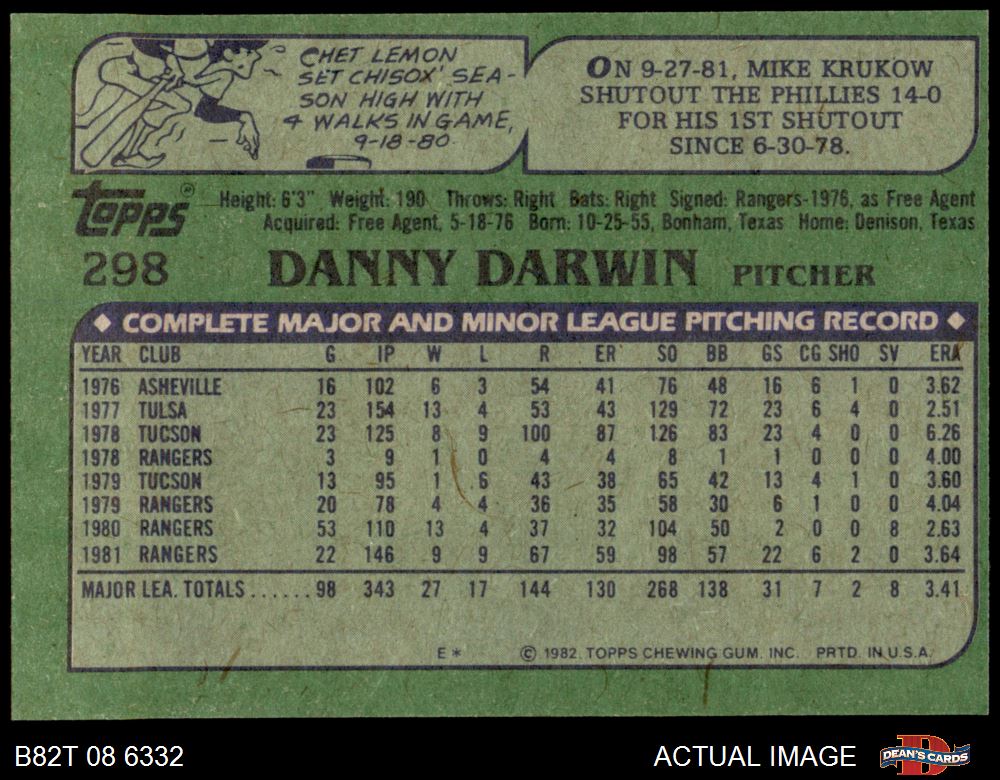 CHET LEMON
SET CHISOX' SEA-
SON HIGH WITH
4 WALKS IN GAME,
9-18-80.
ON 9-27-81, MIKE KRUKOW
SHUTOUT THE PHILLIES 14-0
FOR HIS 1ST SHUTOUT
SINCE 6-30-78.
topps® Height: 6'3" Weight: 190 Throws: Right Bats: Right Signed: Rangers-1976, as Free Agent
Acquired: Free Agent, 5-18-76 Born: 10-25-55, Bonham, Texas Home: Denison, Texas
298 DANNY DARWIN PITCHER
◆ COMPLETE MAJOR AND MINOR LEAGUE PITCHING RECORD ◆
YEAR CLUB G IP W L R ER SO BB GS CG SHO SV ERA
1976 ASHEVILLE 16 102 6 3 54 41 76 48 16 6 1 0 3.62
1977 TULSA 23 154 13 4 53 43 129 72 23 6 4 0 2.51
1978 TUCSON 23 125 8 9 100 87 126 83 23 4 0 0 6.26
1978 RANGERS 3 9 1 0 4 4 8 1 1 0 0 0 4.00
1979 TUCSON 13 95 1 6 43 38 65 42 13 4 1 0 3.60
1979 RANGERS 20 78 4 4 36 35 58 30 6 1 0 0 4.04
1980 RANGERS 53 110 13 4 37 32 104 50 2 0 0 8 2.63
1981 RANGERS 22 146 9 9 67 59 98 57 22 6 2 0 3.64
MAJOR LEA. TOTALS......98 343 27 17 144 130 268 138 31 7 2 8 3.41
E* © 1982 TOPPS CHEWING GUM, INC. PRTD. IN U.S.A.
B82T 08 6332 ACTUAL IMAGE DEAN'S CARDS